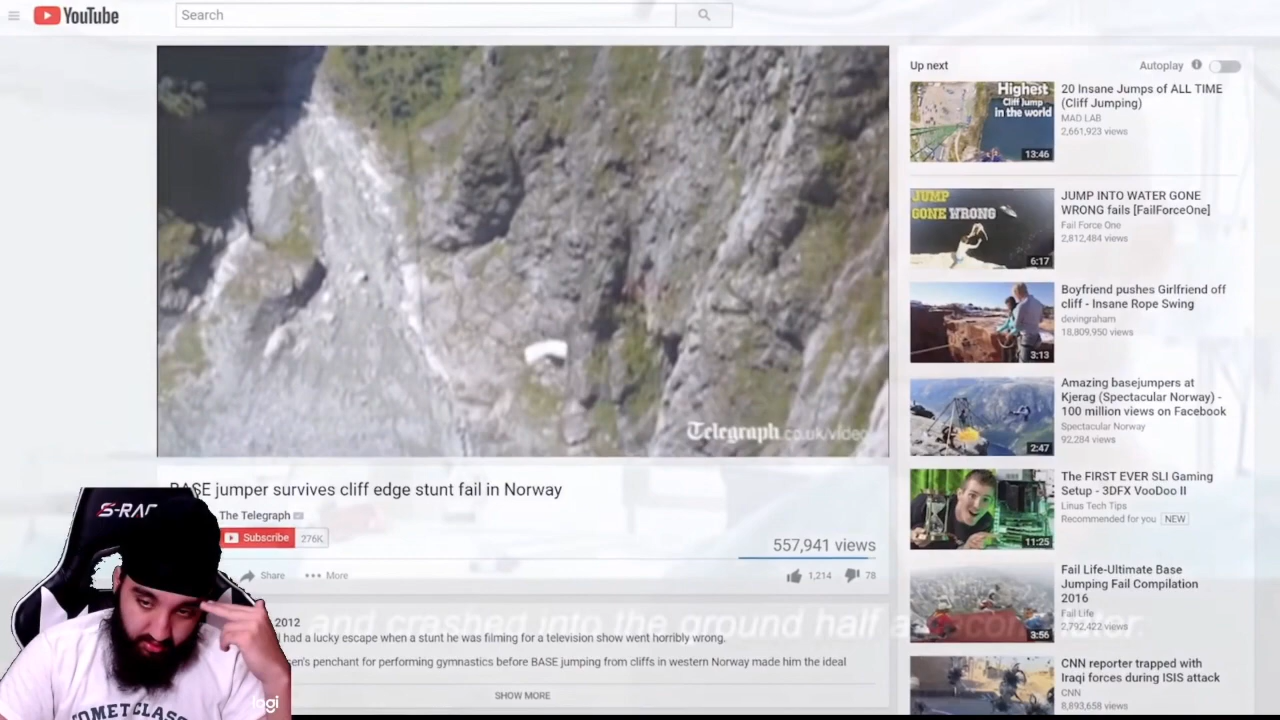 YouTube
Search
Up next
Autoplay
Highest
Cliff Jump
in the world
13:46
20 Insane Jumps of ALL TIME
(Cliff Jumping)
MAD LAB
2,661,923 views
JUMP
GONE WRONG
6:17
JUMP INTO WATER GONE
WRONG fails [FailForceOne]
Fail Force One
2,812,484 views
3:13
Boyfriend pushes Girlfriend off
cliff - Insane Rope Swing
devingraham
18,809,950 views
2:47
Amazing basejumpers at
Kjerag (Spectacular Norway) -
100 million views on Facebook
Spectacular Norway
92,284 views
11:25
The FIRST EVER SLI Gaming
Setup - 3DFX VooDoo II
Linus Tech Tips
Recommended for you NEW
3:56
Fail Life-Ultimate Base
Jumping Fail Compilation
2016
Fail Life
2,792,422 views
CNN reporter trapped with
Iraqi forces during ISIS attack
CNN
8,893,658 views
Telegraph.co.uk/video
BASE jumper survives cliff edge stunt fail in Norway
The Telegraph
Subscribe 276K
557,941 views
Share
More
1,214
78
2012
had a lucky escape when a stunt he was filming for a television show went horribly wrong.
and crashed into the ground half a
sen's penchant for performing gymnastics before BASE jumping from cliffs in western Norway made him the ideal
SHOW MORE
S-RAC
COMETCLASS
logi